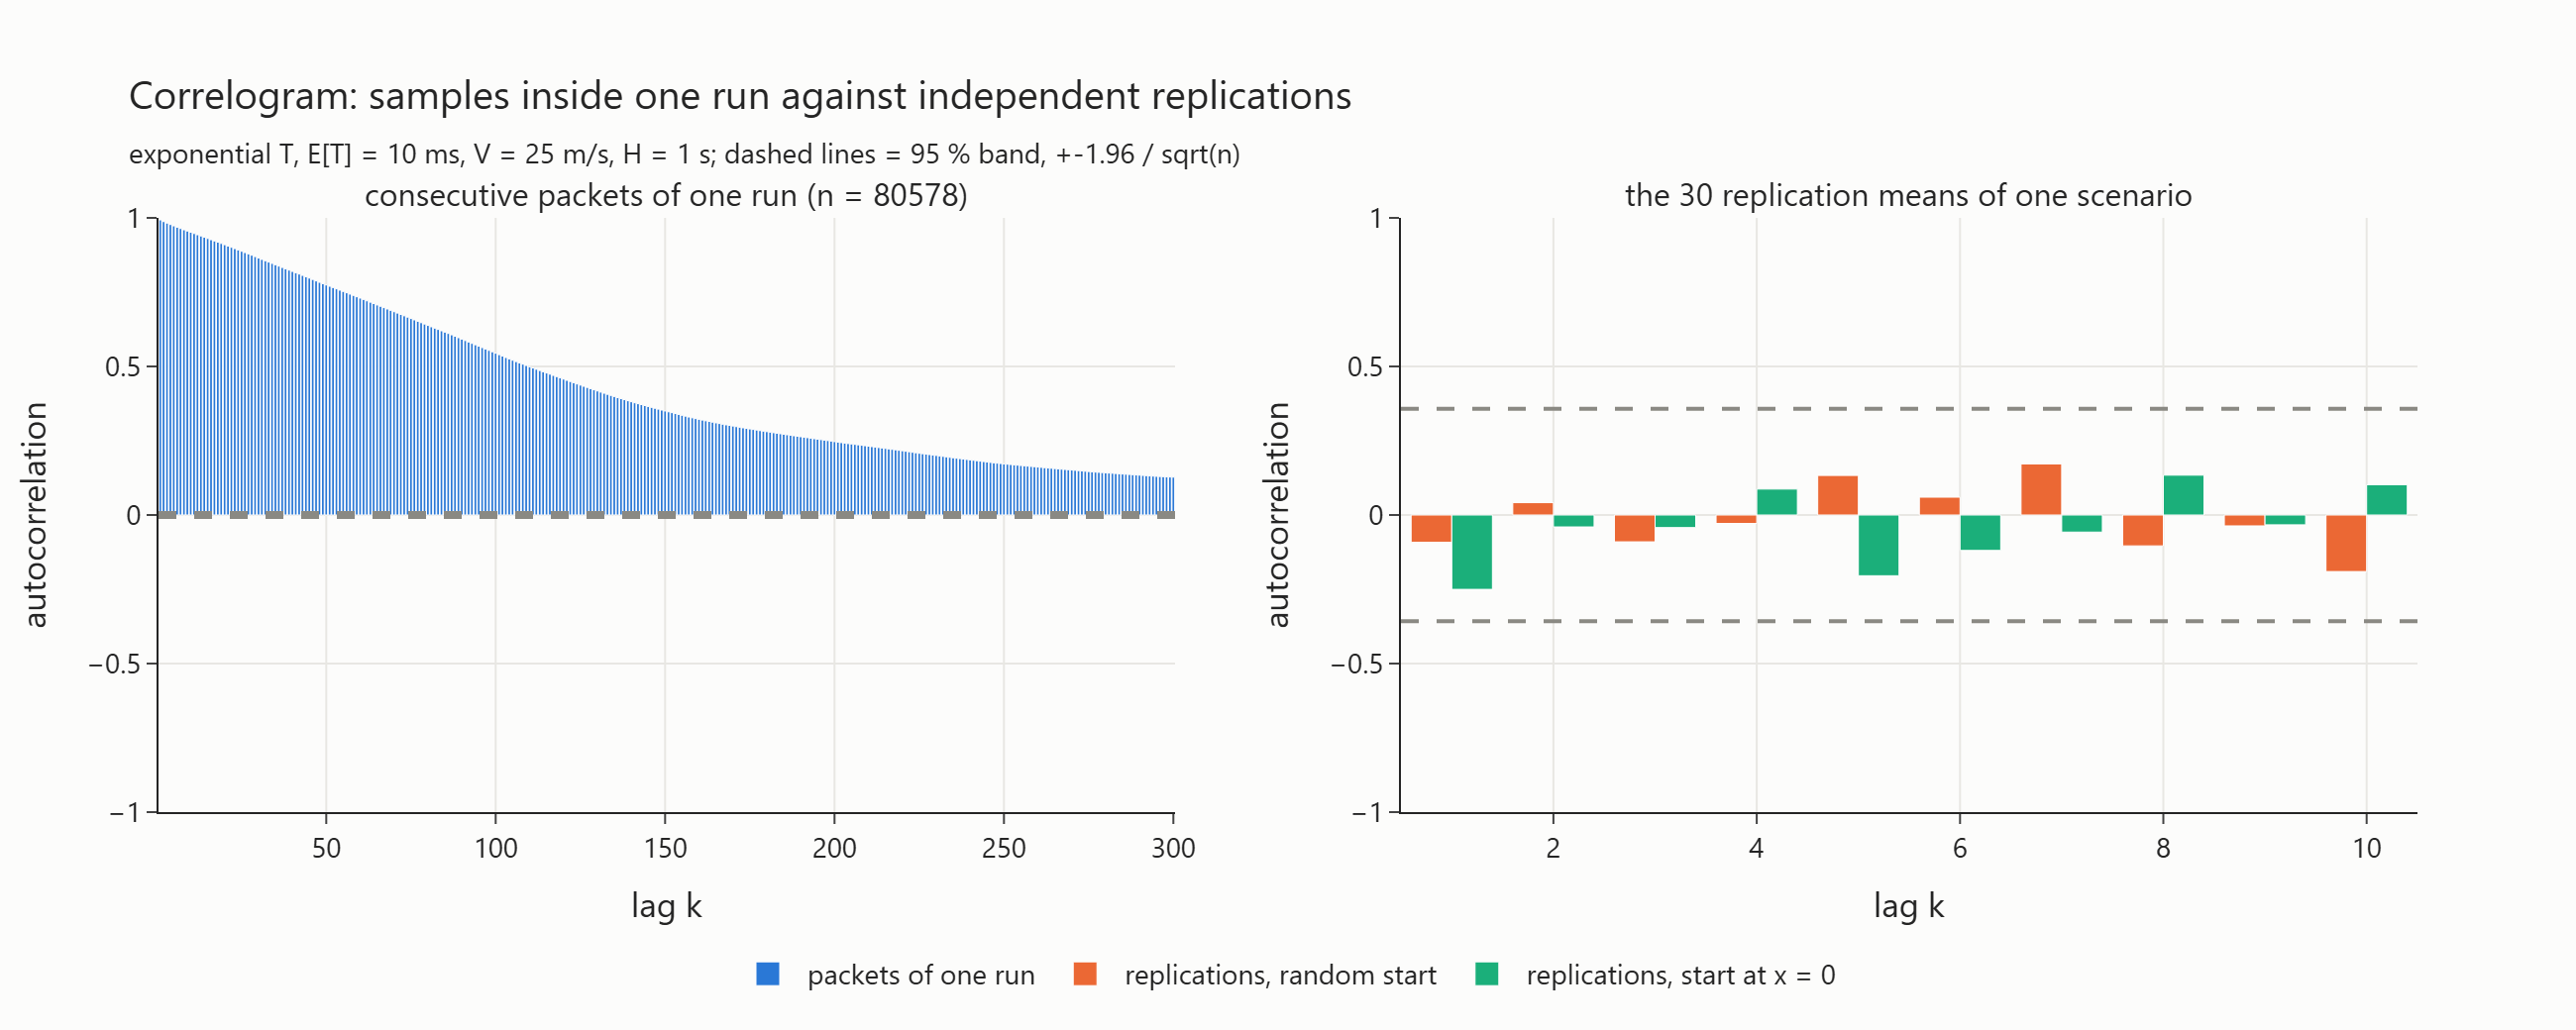 Correlogram: samples inside one run against independent replications
exponential T, E[T] = 10 ms, V = 25 m/s, H = 1 s; dashed lines = 95 % band, +-1.96 / sqrt(n)
consecutive packets of one run (n = 80578)
1
0.5
0
−0.5
−1
autocorrelation
50
100
150
200
250
300
lag k
the 30 replication means of one scenario
1
0.5
0
−0.5
−1
autocorrelation
2
4
6
8
10
lag k
packets of one run
replications, random start
replications, start at x = 0